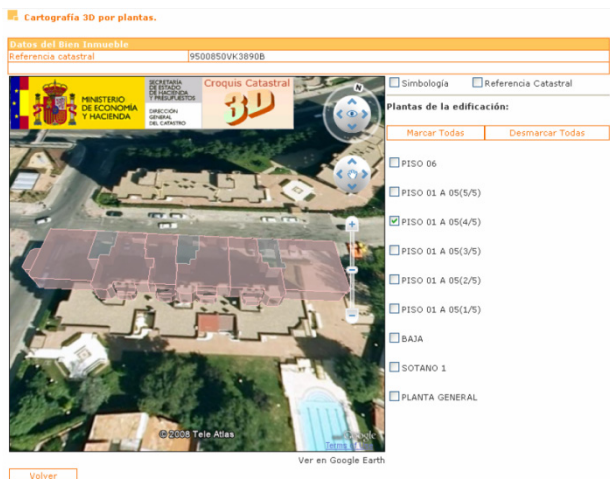 Cartografía 3D por plantas.
Datos del Bien Inmueble
Referencia catastral 9500850VK3890B
MINISTERIO
DE ECONOMÍA
Y HACIENDA
SECRETARÍA
DE ESTADO
DE HACIENDA
Y PRESUPUESTOS
DIRECCIÓN
GENERAL
DEL CATASTRO
Croquis Catastral
3D
N
Simbología Referencia Catastral
Plantas de la edificación:
Marcar Todas Desmarcar Todas
PISO 06
PISO 01 A 05(5/5)
PISO 01 A 05(4/5)
PISO 01 A 05(3/5)
PISO 01 A 05(2/5)
PISO 01 A 05(1/5)
BAJA
SOTANO 1
PLANTA GENERAL
© 2008 Tele Atlas
Google
Ver en Google Earth
Volver